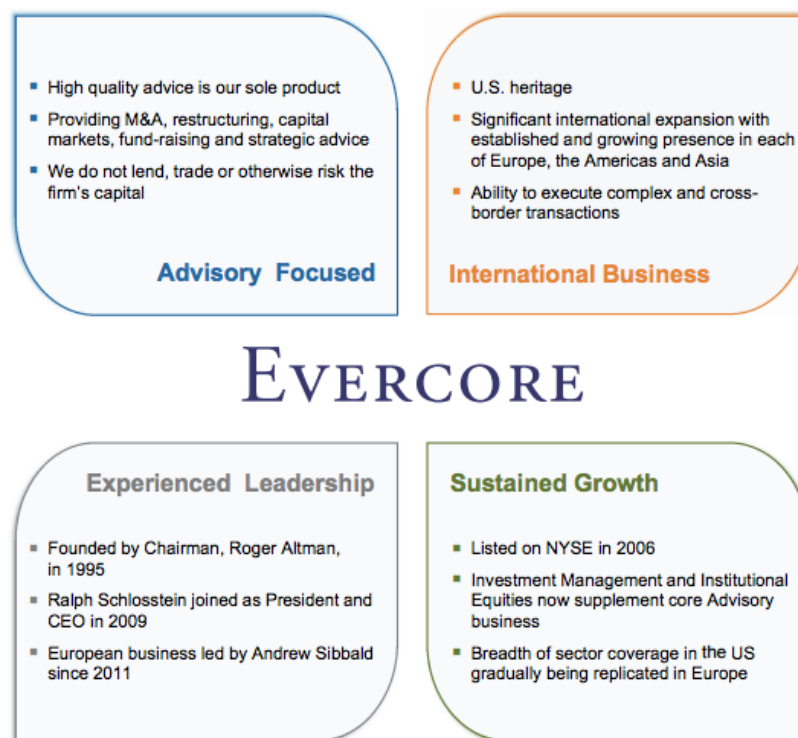 High quality advice is our sole product
Providing M&A, restructuring, capital
markets, fund-raising and strategic advice
We do not lend, trade or otherwise risk the
firm's capital
Advisory Focused
U.S. heritage
Significant international expansion with
established and growing presence in each
of Europe, the Americas and Asia
Ability to execute complex and cross-
border transactions
International Business
EVERCORE
Experienced Leadership
Founded by Chairman, Roger Altman,
in 1995
Ralph Schlosstein joined as President and
CEO in 2009
European business led by Andrew Sibbald
since 2011
Sustained Growth
Listed on NYSE in 2006
Investment Management and Institutional
Equities now supplement core Advisory
business
Breadth of sector coverage in the US
gradually being replicated in Europe